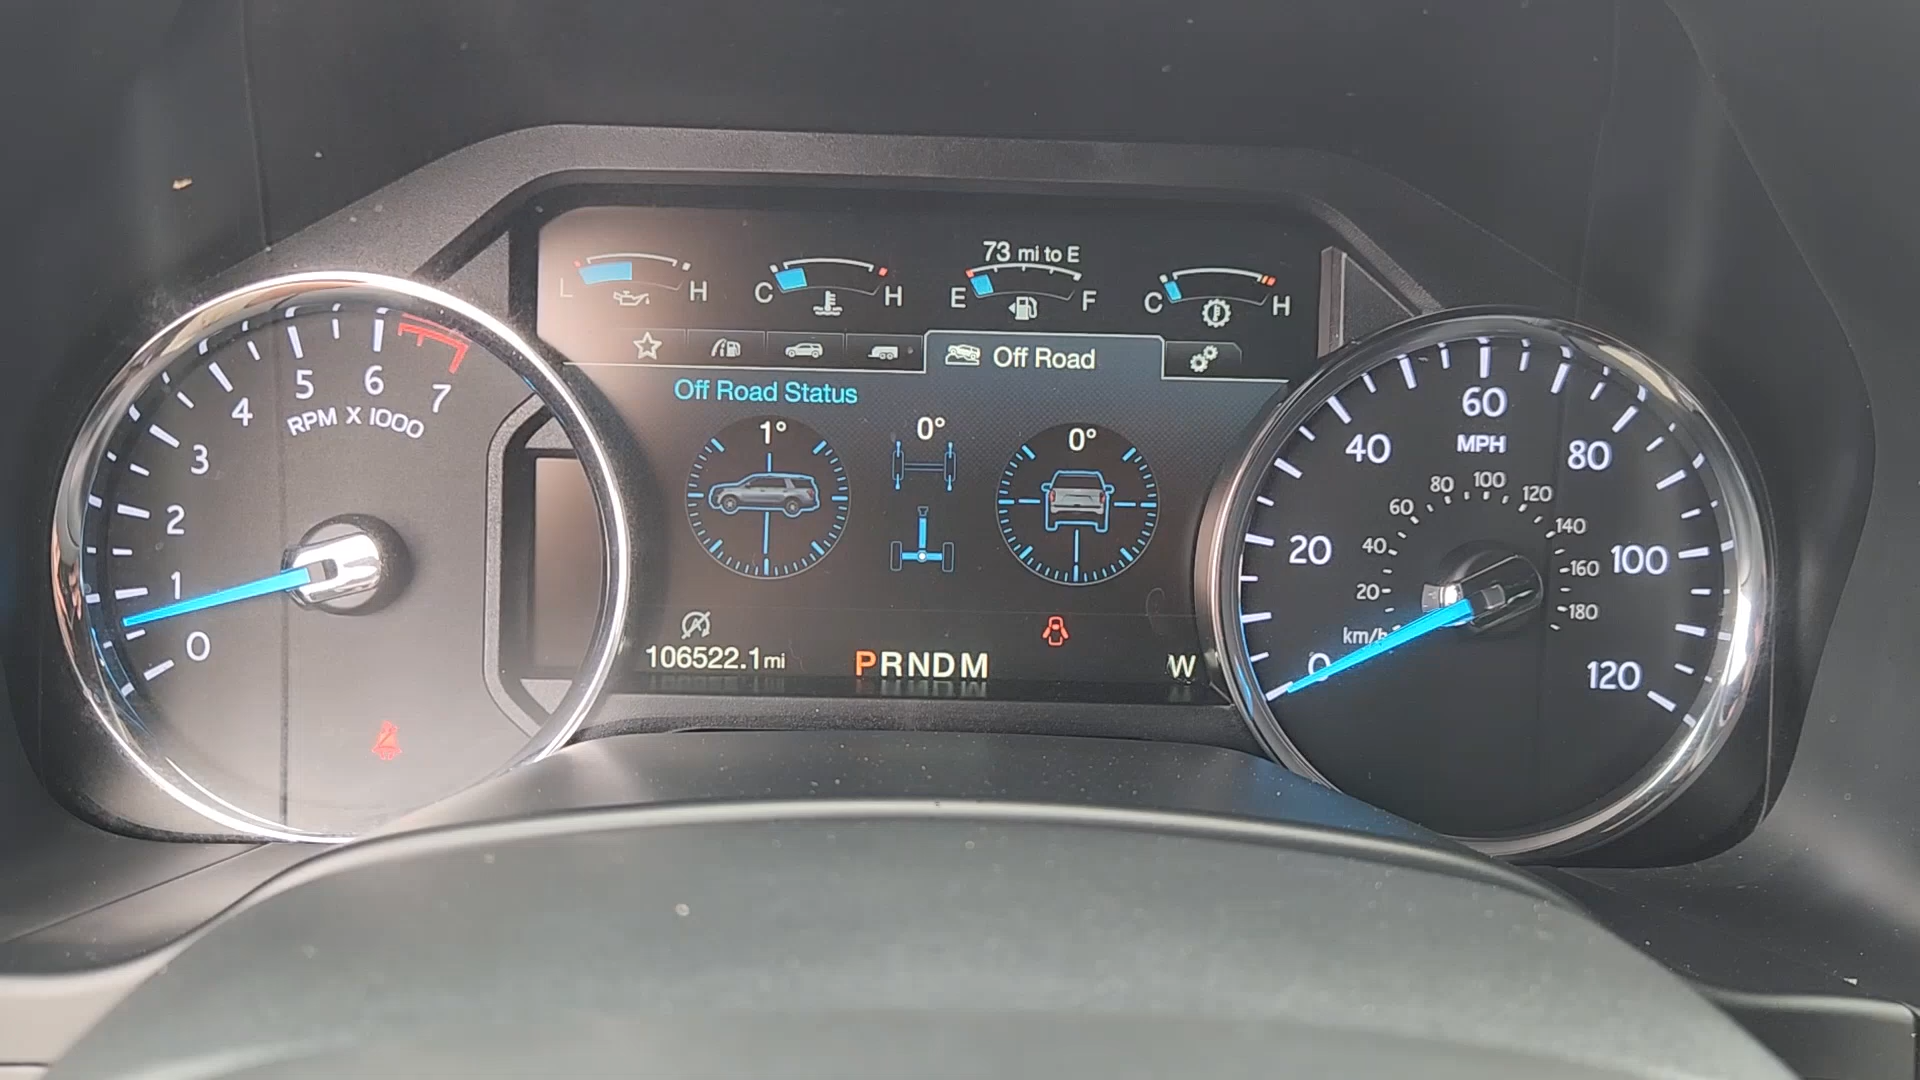 73 mi to E
L H C H E F C H
Off Road
Off Road Status
1° 0° 0°
106522.1 mi
PRNDM
W
0 1 2 3 4 5 6 7
RPM X 1000
0 20 40 60 80 100 120
MPH
20 40 60 80 100 120 140 160 180
km/h